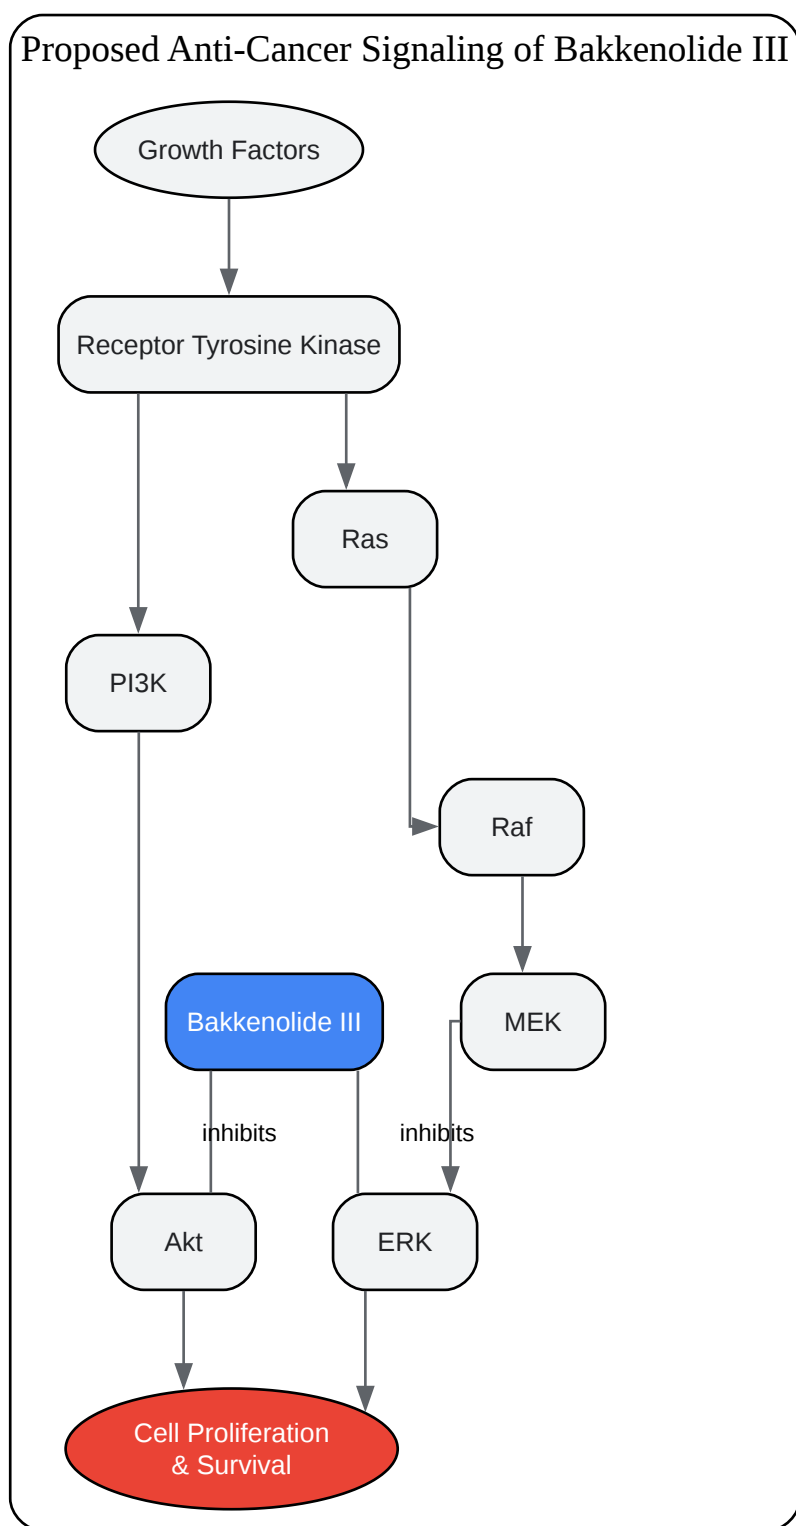 Proposed Anti-Cancer Signaling of Bakkenolide III
Growth Factors
Receptor Tyrosine Kinase
Ras
PI3K
Raf
Bakkenolide III
MEK
inhibits
inhibits
Akt
ERK
Cell Proliferation
& Survival